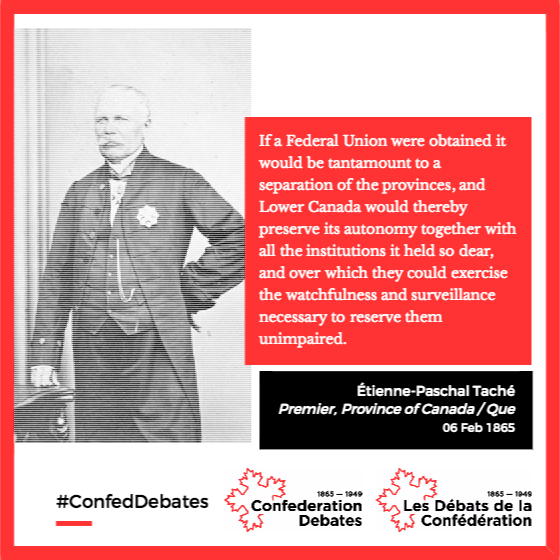 If a Federal Union were obtained it
would be tantamount to a
separation of the provinces, and
Lower Canada would thereby
preserve its autonomy together with
all the institutions it held so dear,
and over which they could exercise
the watchfulness and surveillance
necessary to reserve them
unimpaired.
Étienne-Paschal Taché
Premier, Province of Canada / Que
06 Feb 1865
#ConfedDebates
1865 — 1949
Confederation
Debates
1865 — 1949
Les Débats de la
Confédération